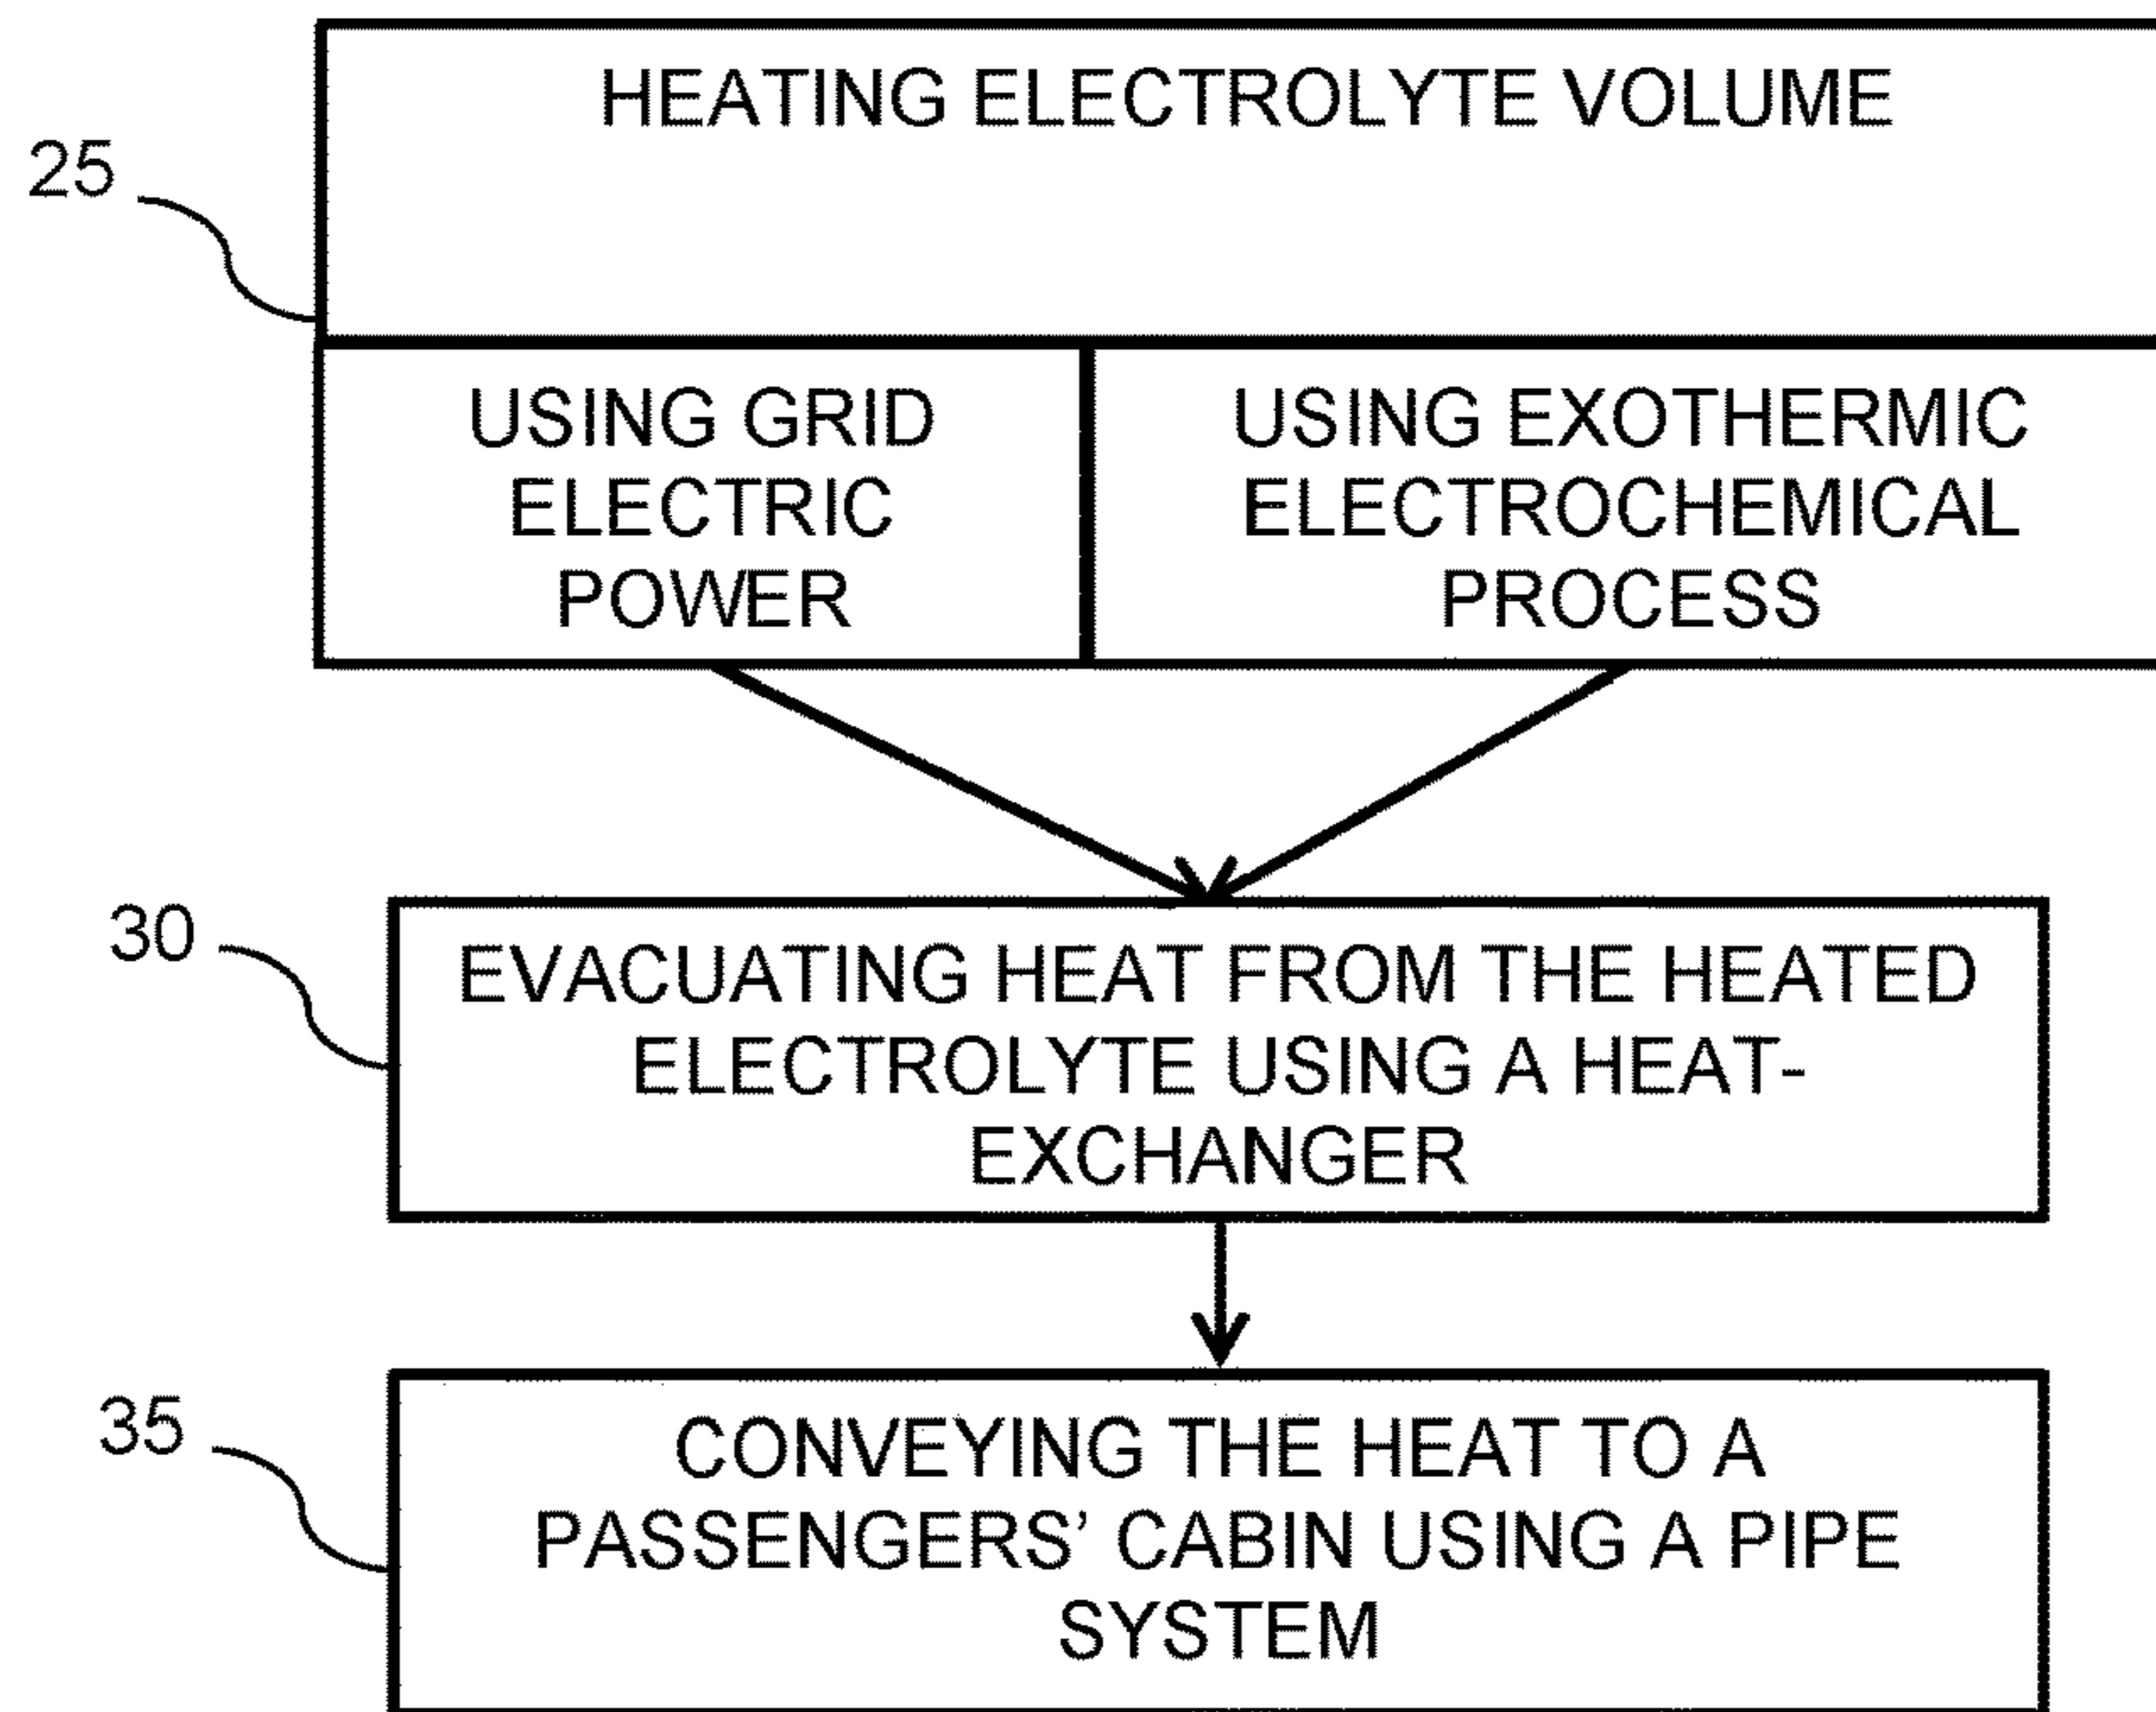 HEATING ELECTROLYTE VOLUME
25
USING GRID
ELECTRIC
POWER
USING EXOTHERMIC
ELECTROCHEMICAL
PROCESS
30
EVACUATING HEAT FROM THE HEATED
ELECTROLYTE USING A HEAT-
EXCHANGER
35
CONVEYING THE HEAT TO A
PASSENGERS’ CABIN USING A PIPE
SYSTEM